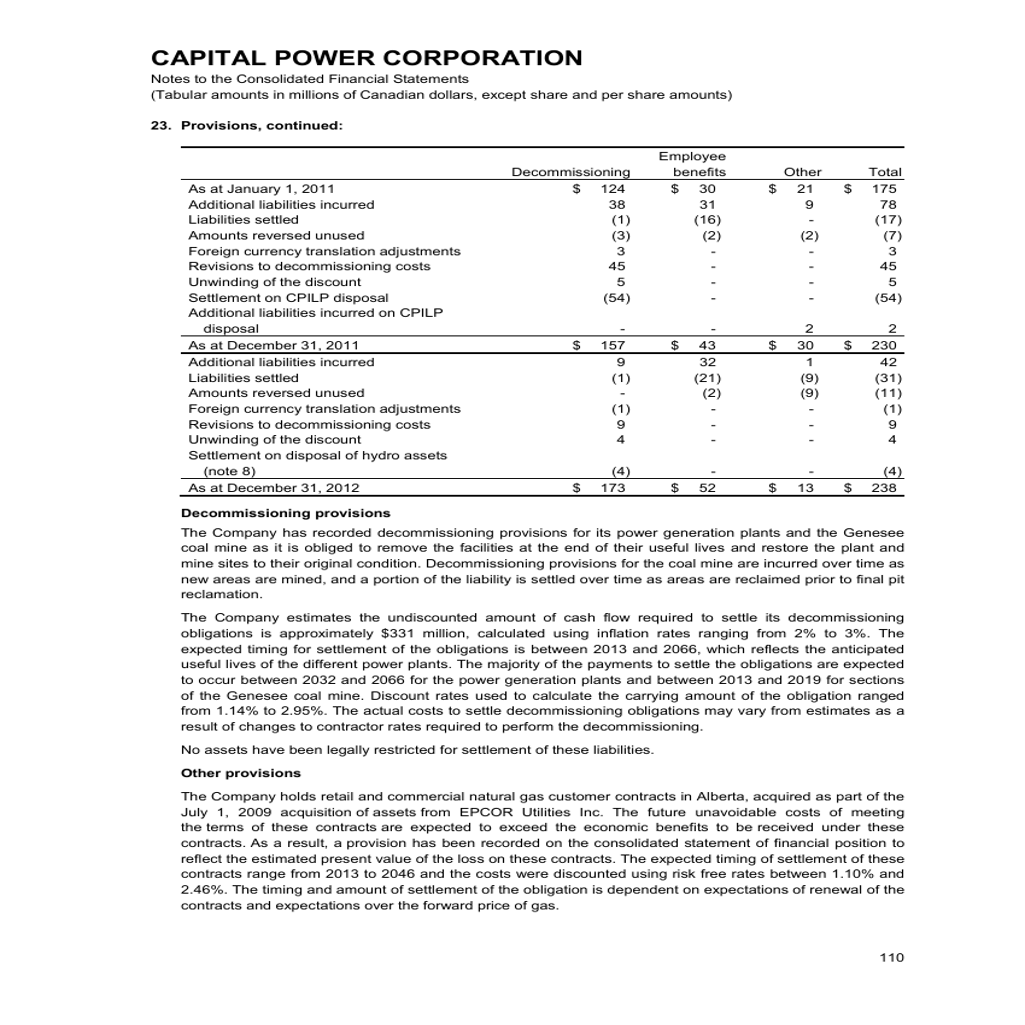 CAPITAL POWER CORPORATION
Notes to the Consolidated Financial Statements
(Tabular amounts in millions of Canadian dollars, except share and per share amounts)
23. Provisions, continued:
Employee
Decommissioning benefits Other Total
As at January 1, 2011 $ 124 $ 30 $ 21 $ 175
Additional liabilities incurred 38 31 9 78
Liabilities settled (1) (16) - (17)
Amounts reversed unused (3) (2) (2) (7)
Foreign currency translation adjustments 3 - - 3
Revisions to decommissioning costs 45 - - 45
Unwinding of the discount 5 - - 5
Settlement on CPILP disposal (54) - - (54)
Additional liabilities incurred on CPILP
disposal - - 2 2
As at December 31, 2011 $ 157 $ 43 $ 30 $ 230
Additional liabilities incurred 9 32 1 42
Liabilities settled (1) (21) (9) (31)
Amounts reversed unused - (2) (9) (11)
Foreign currency translation adjustments (1) - - (1)
Revisions to decommissioning costs 9 - - 9
Unwinding of the discount 4 - - 4
Settlement on disposal of hydro assets
(note 8) (4) - - (4)
As at December 31, 2012 $ 173 $ 52 $ 13 $ 238
Decommissioning provisions
The Company has recorded decommissioning provisions for its power generation plants and the Genesee
coal mine as it is obliged to remove the facilities at the end of their useful lives and restore the plant and
mine sites to their original condition. Decommissioning provisions for the coal mine are incurred over time as
new areas are mined, and a portion of the liability is settled over time as areas are reclaimed prior to final pit
reclamation.
The Company estimates the undiscounted amount of cash flow required to settle its decommissioning
obligations is approximately $331 million, calculated using inflation rates ranging from 2% to 3%. The
expected timing for settlement of the obligations is between 2013 and 2066, which reflects the anticipated
useful lives of the different power plants. The majority of the payments to settle the obligations are expected
to occur between 2032 and 2066 for the power generation plants and between 2013 and 2019 for sections
of the Genesee coal mine. Discount rates used to calculate the carrying amount of the obligation ranged
from 1.14% to 2.95%. The actual costs to settle decommissioning obligations may vary from estimates as a
result of changes to contractor rates required to perform the decommissioning.
No assets have been legally restricted for settlement of these liabilities.
Other provisions
The Company holds retail and commercial natural gas customer contracts in Alberta, acquired as part of the
July 1, 2009 acquisition of assets from EPCOR Utilities Inc. The future unavoidable costs of meeting
the terms of these contracts are expected to exceed the economic benefits to be received under these
contracts. As a result, a provision has been recorded on the consolidated statement of financial position to
reflect the estimated present value of the loss on these contracts. The expected timing of settlement of these
contracts range from 2013 to 2046 and the costs were discounted using risk free rates between 1.10% and
2.46%. The timing and amount of settlement of the obligation is dependent on expectations of renewal of the
contracts and expectations over the forward price of gas.
110